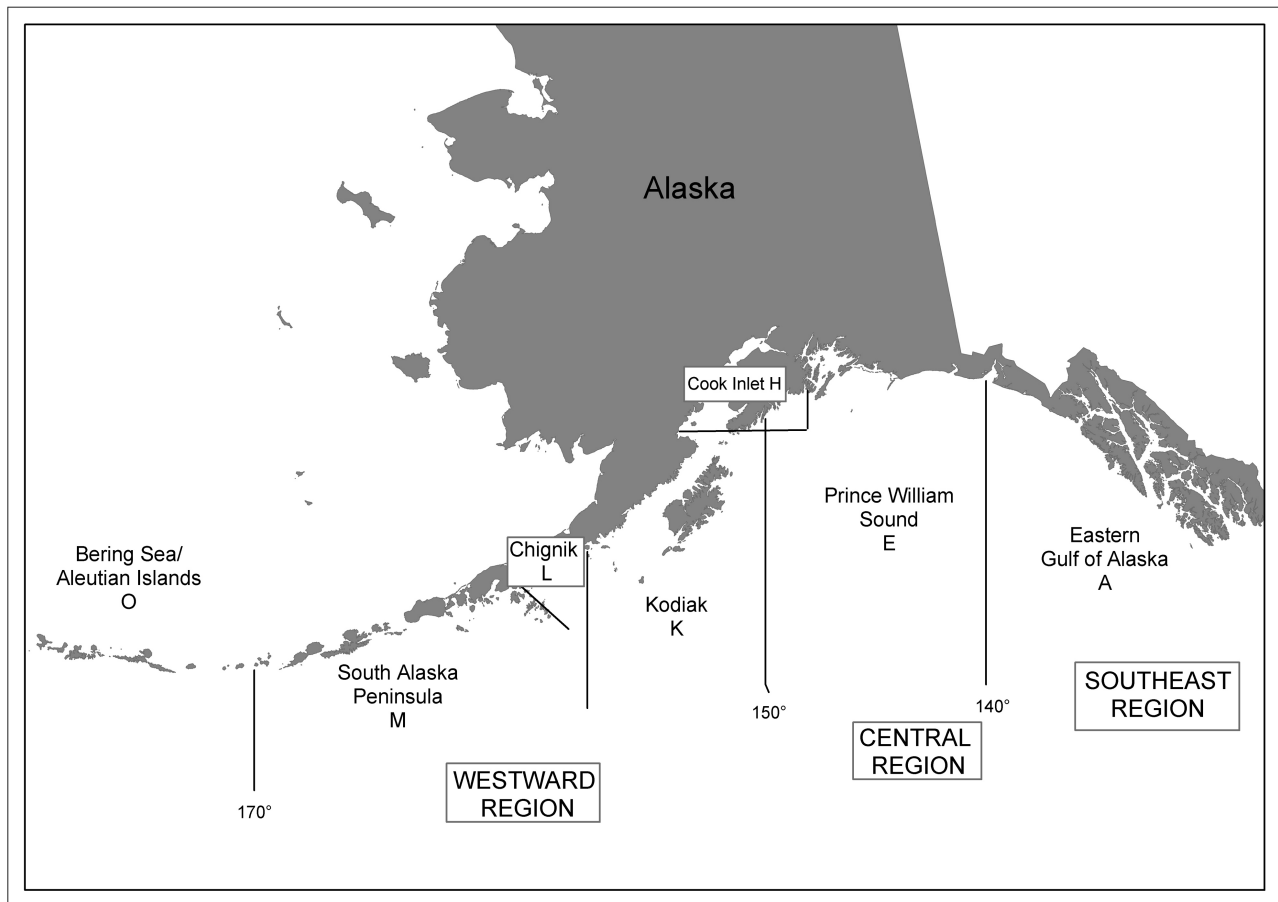 Alaska
Cook Inlet H
Prince William
Sound
E
Eastern
Gulf of Alaska
A
Chignik
L
Bering Sea/
Aleutian Islands
O
Kodiak
K
South Alaska
Peninsula
M
SOUTHEAST
REGION
150°
140°
CENTRAL
REGION
WESTWARD
REGION
170°